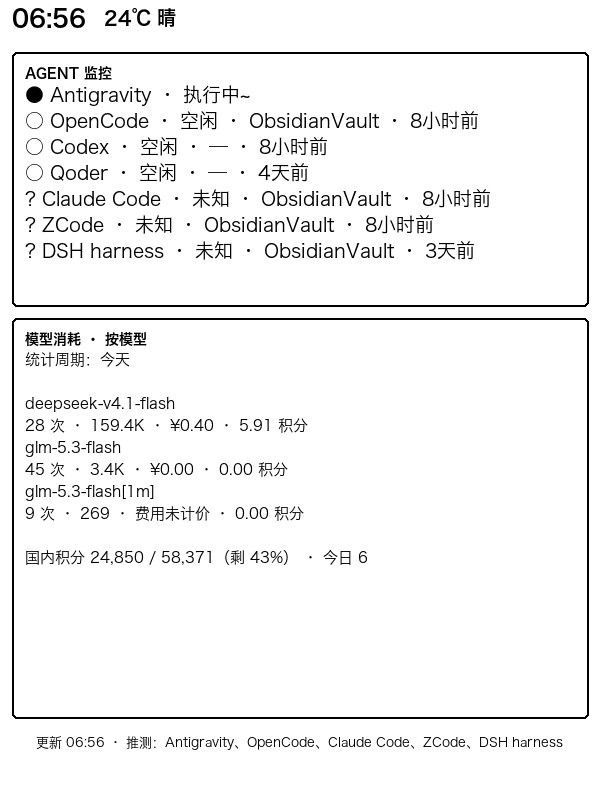 06:56 24℃ 晴
AGENT 监控
● Antigravity · 执行中~
○ OpenCode · 空闲 · ObsidianVault · 8小时前
○ Codex · 空闲 · — · 8小时前
○ Qoder · 空闲 · — · 4天前
? Claude Code · 未知 · ObsidianVault · 8小时前
? ZCode · 未知 · ObsidianVault · 8小时前
? DSH harness · 未知 · ObsidianVault · 3天前
模型消耗 · 按模型
统计周期：今天
deepseek-v4.1-flash
28 次 · 159.4K · ¥0.40 · 5.91 积分
glm-5.3-flash
45 次 · 3.4K · ¥0.00 · 0.00 积分
glm-5.3-flash[1m]
9 次 · 269 · 费用未计价 · 0.00 积分
国内积分 24,850 / 58,371（剩 43%） · 今日 6
更新 06:56 · 推测：Antigravity、OpenCode、Claude Code、ZCode、DSH harness